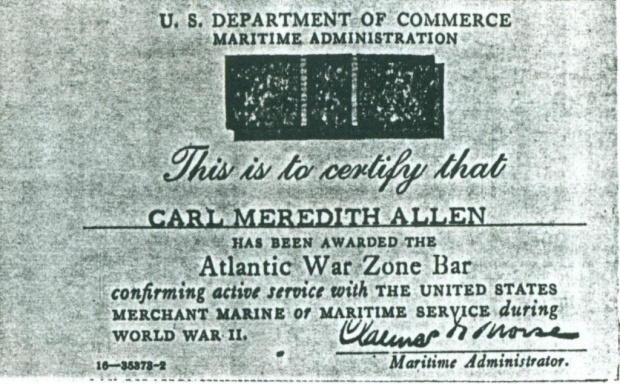 U. S. DEPARTMENT OF COMMERCE
MARITIME ADMINISTRATION
This is to certify that
CARL MEREDITH ALLEN
HAS BEEN AWARDED THE
Atlantic War Zone Bar
confirming active service with THE UNITED STATES
MERCHANT MARINE or MARITIME SERVICE during
WORLD WAR II.
Maritime Administrator.
16—35373-2